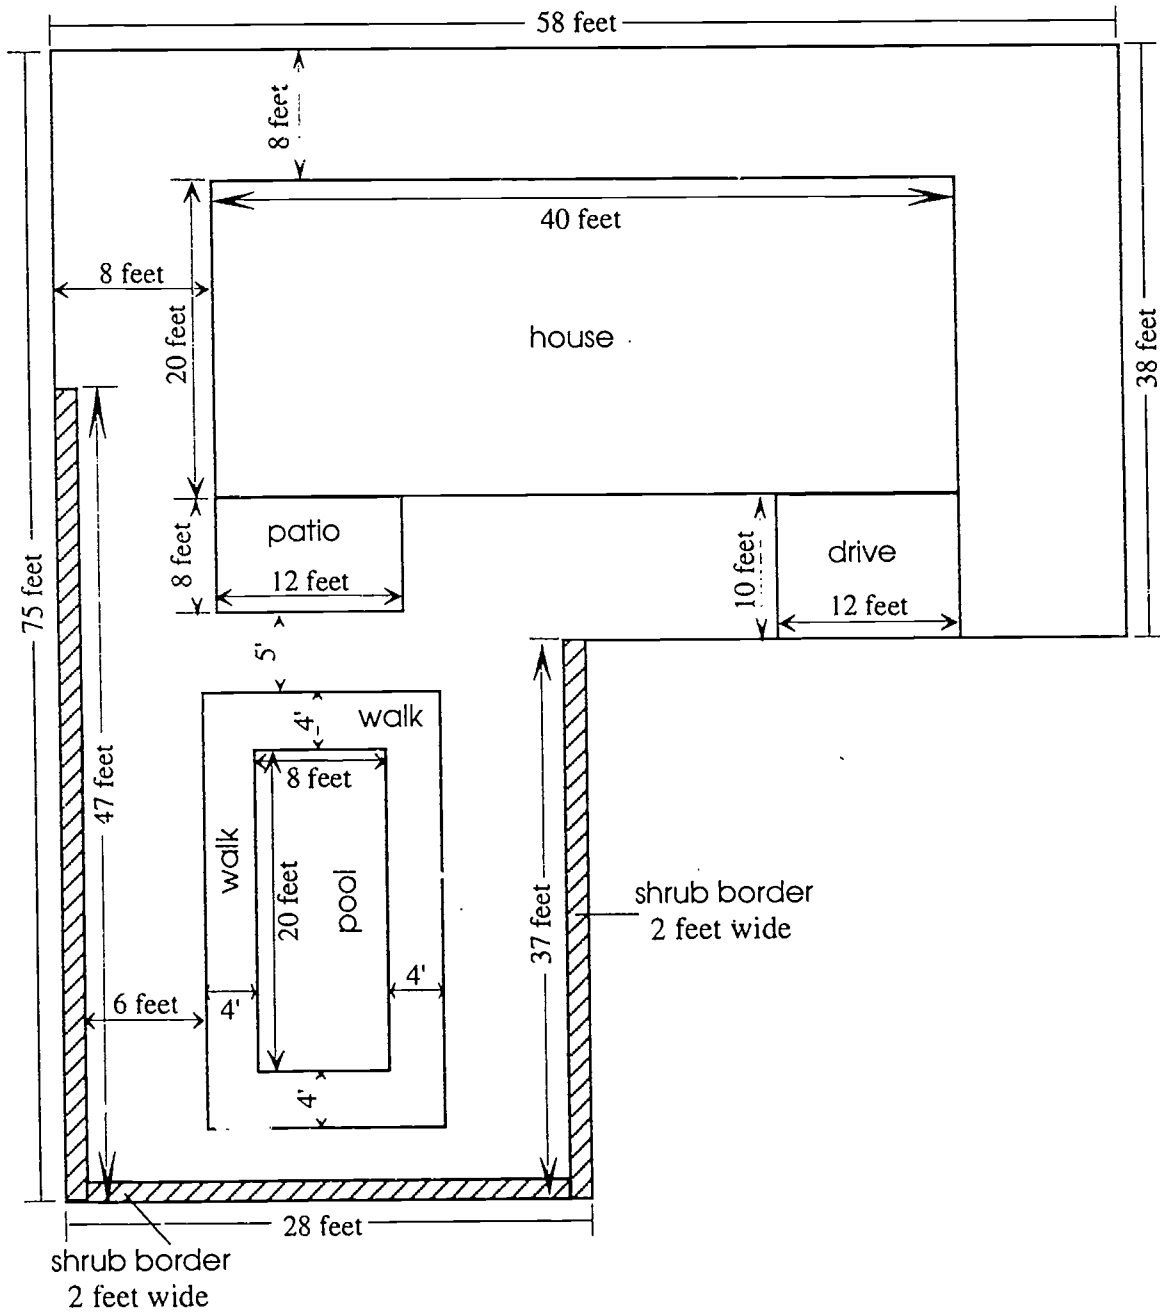 58 feet
8 feet
40 feet
8 feet
20 feet
house
38 feet
patio
8 feet
12 feet
10 feet
drive
12 feet
75 feet
5'
walk
4'
8 feet
47 feet
walk
20 feet
pool
37 feet
shrub border
2 feet wide
4'
4'
6 feet
4'
28 feet
shrub border
2 feet wide